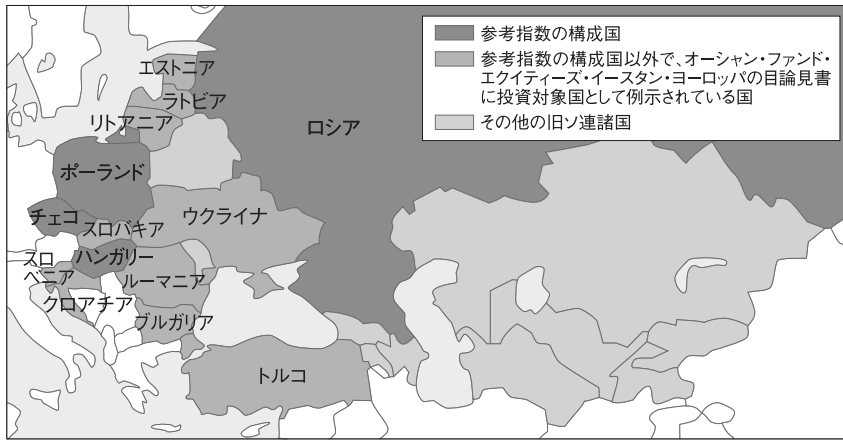 参考指数の構成国
参考指数の構成国以外で、オーシャン・ファンド・
エクイティーズ・イースタン・ヨーロッパの目論見書
に投資対象国として例示されている国
その他の旧ソ連諸国
エストニア
ラトビア
リトアニア
ロシア
ポーランド
チェコ
スロバキア
ウクライナ
スロ
ベニア
ハンガリー
ルーマニア
クロアチア
ブルガリア
トルコ